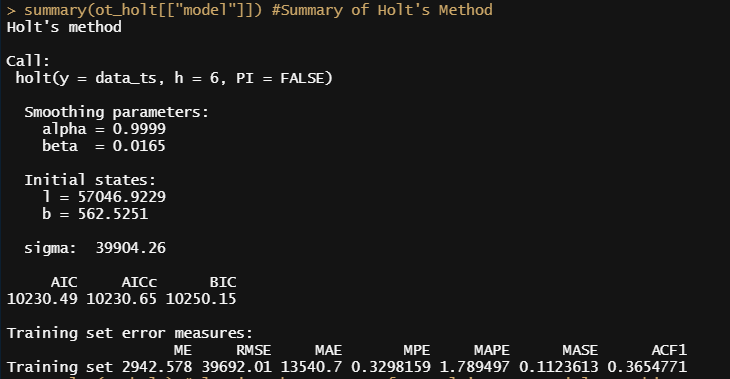 > summary(ot_holt[["model"]]) #Summary of Holt's Method
Holt's method
Call:
holt(y = data_ts, h = 6, PI = FALSE)
Smoothing parameters:
alpha = 0.9999
beta = 0.0165
Initial states:
l = 57046.9229
b = 562.5251
sigma: 39904.26
AIC AICc BIC
10230.49 10230.65 10250.15
Training set error measures:
ME RMSE MAE MPE MAPE MASE ACF1
Training set 2942.578 39692.01 13540.7 0.3298159 1.789497 0.1123613 0.3654771